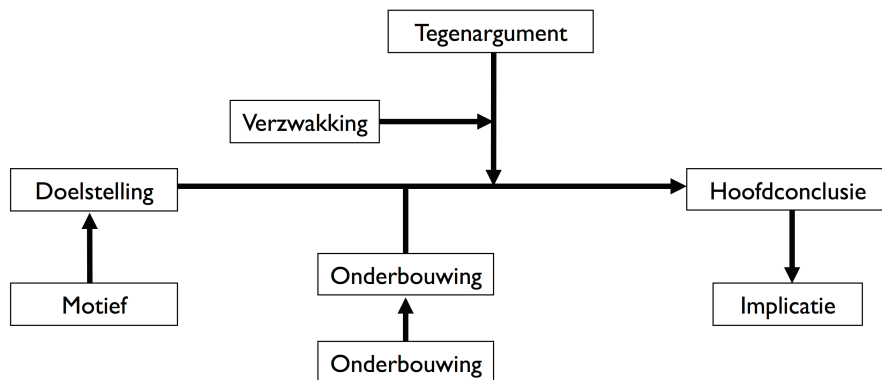 Tegenargument
Verzwakking
Doelstelling
Hoofdconclusie
Onderbouwing
Motief
Implicatie
Onderbouwing